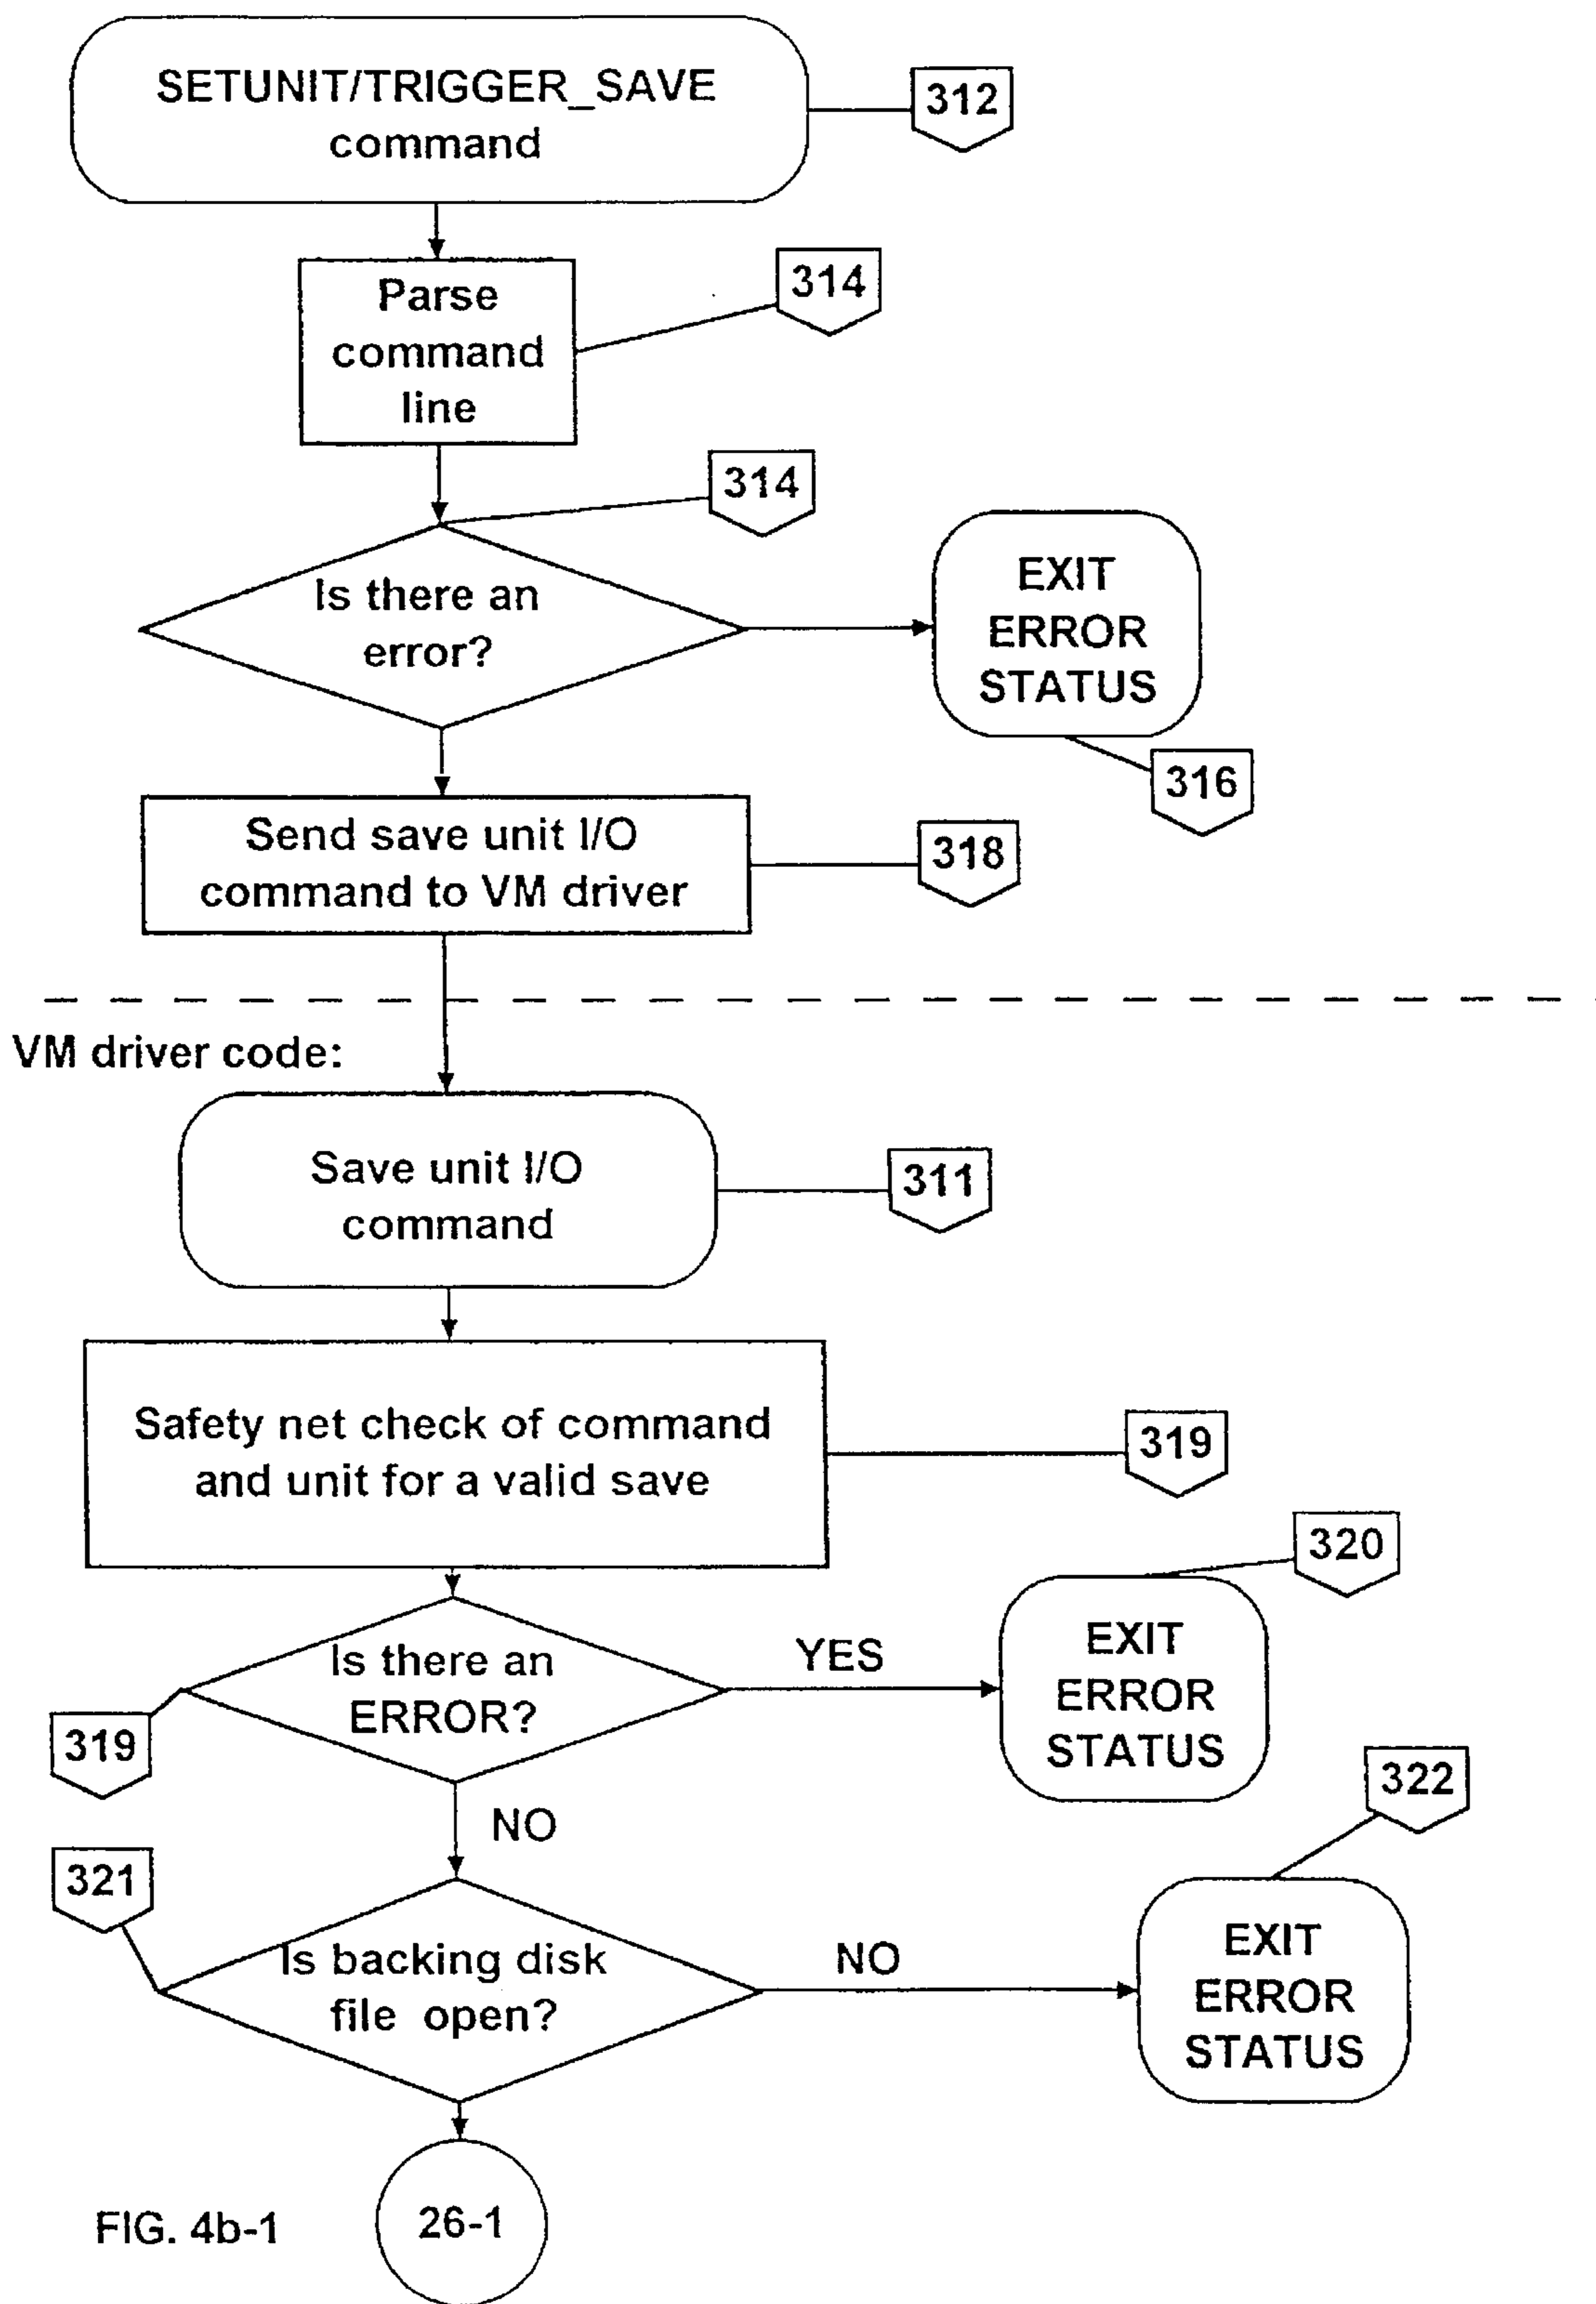 SETUNIT/TRIGGER_SAVE
command
312
Parse
command
line
314
314
Is there an
error?
EXIT
ERROR
STATUS
316
Send save unit I/O
command to VM driver
318
VM driver code:
Save unit I/O
command
311
Safety net check of command
and unit for a valid save
319
320
Is there an
ERROR?
YES
EXIT
ERROR
STATUS
319
NO
322
321
Is backing disk
file open?
NO
EXIT
ERROR
STATUS
FIG. 4b-1
26-1